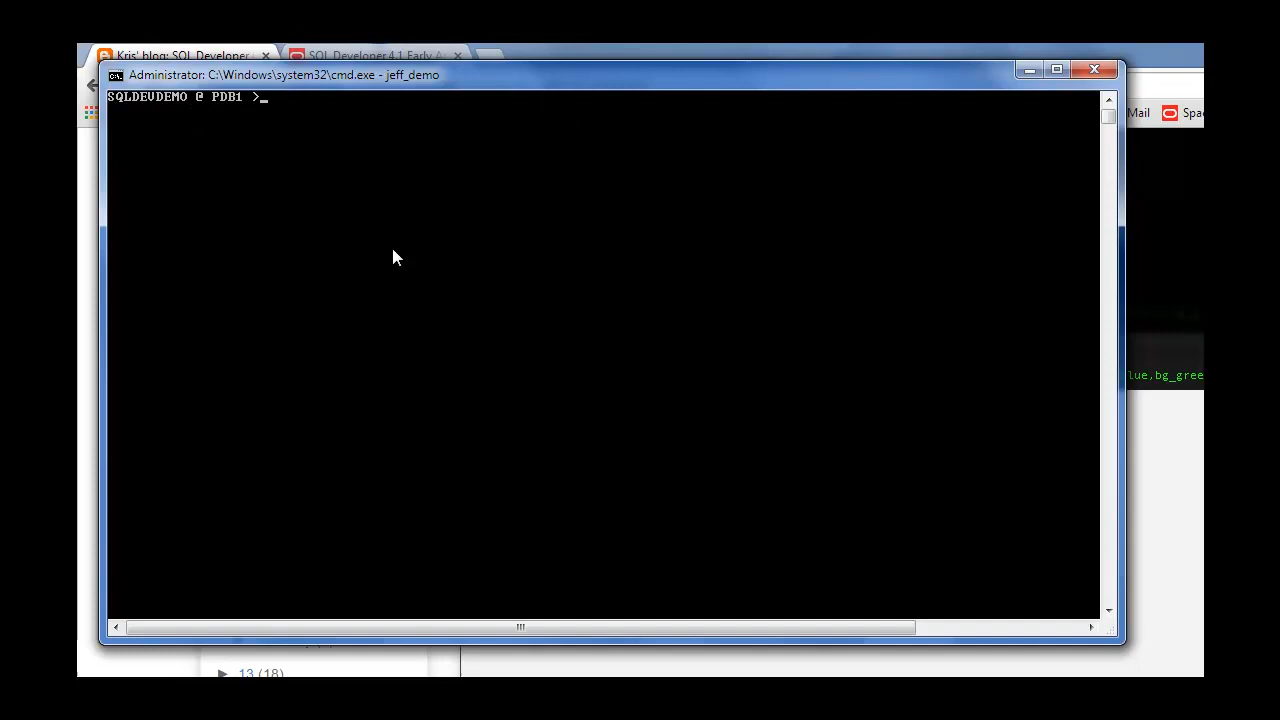 Kris' blog: SQL Developer
SQL Developer 4.1 Early A
Administrator: C:\Windows\system32\cmd.exe - jeff_demo
SQLDEVDEMO @ PDB1 >_
Mail
Spac
lue,bg_gree
13 (18)